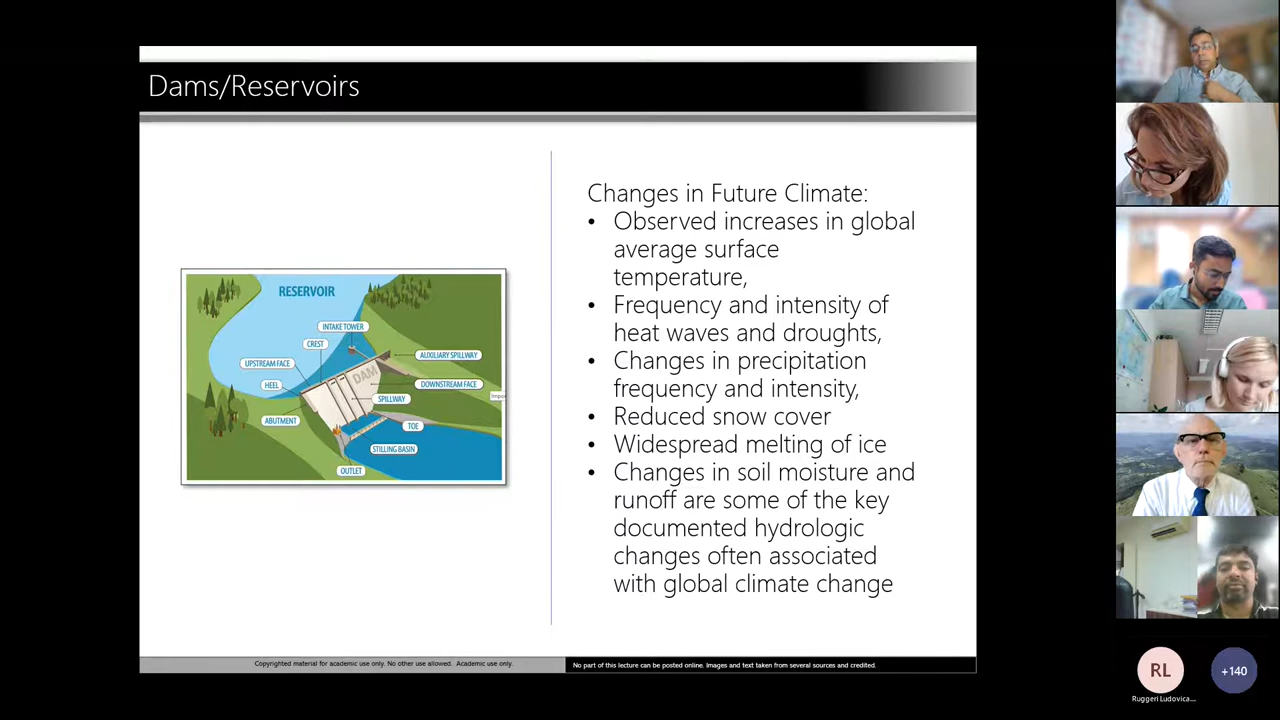 Dams/Reservoirs
RESERVOIR
INTAKE TOWER
CREST
AUXILIARY SPILLWAY
UPSTREAM FACE
DAM
HEEL
DOWNSTREAM FACE
SPILLWAY
ABUTMENT
TOE
STILLING BASIN
OUTLET
Changes in Future Climate:
• Observed increases in global
average surface
temperature,
• Frequency and intensity of
heat waves and droughts,
• Changes in precipitation
frequency and intensity,
• Reduced snow cover
• Widespread melting of ice
• Changes in soil moisture and
runoff are some of the key
documented hydrologic
changes often associated
with global climate change
Copyrighted material for academic use only. No other use allowed. Academic use only.
No part of this lecture can be posted online. Images and text taken from several sources and credited.
RL
+140
Ruggeri Ludovica...